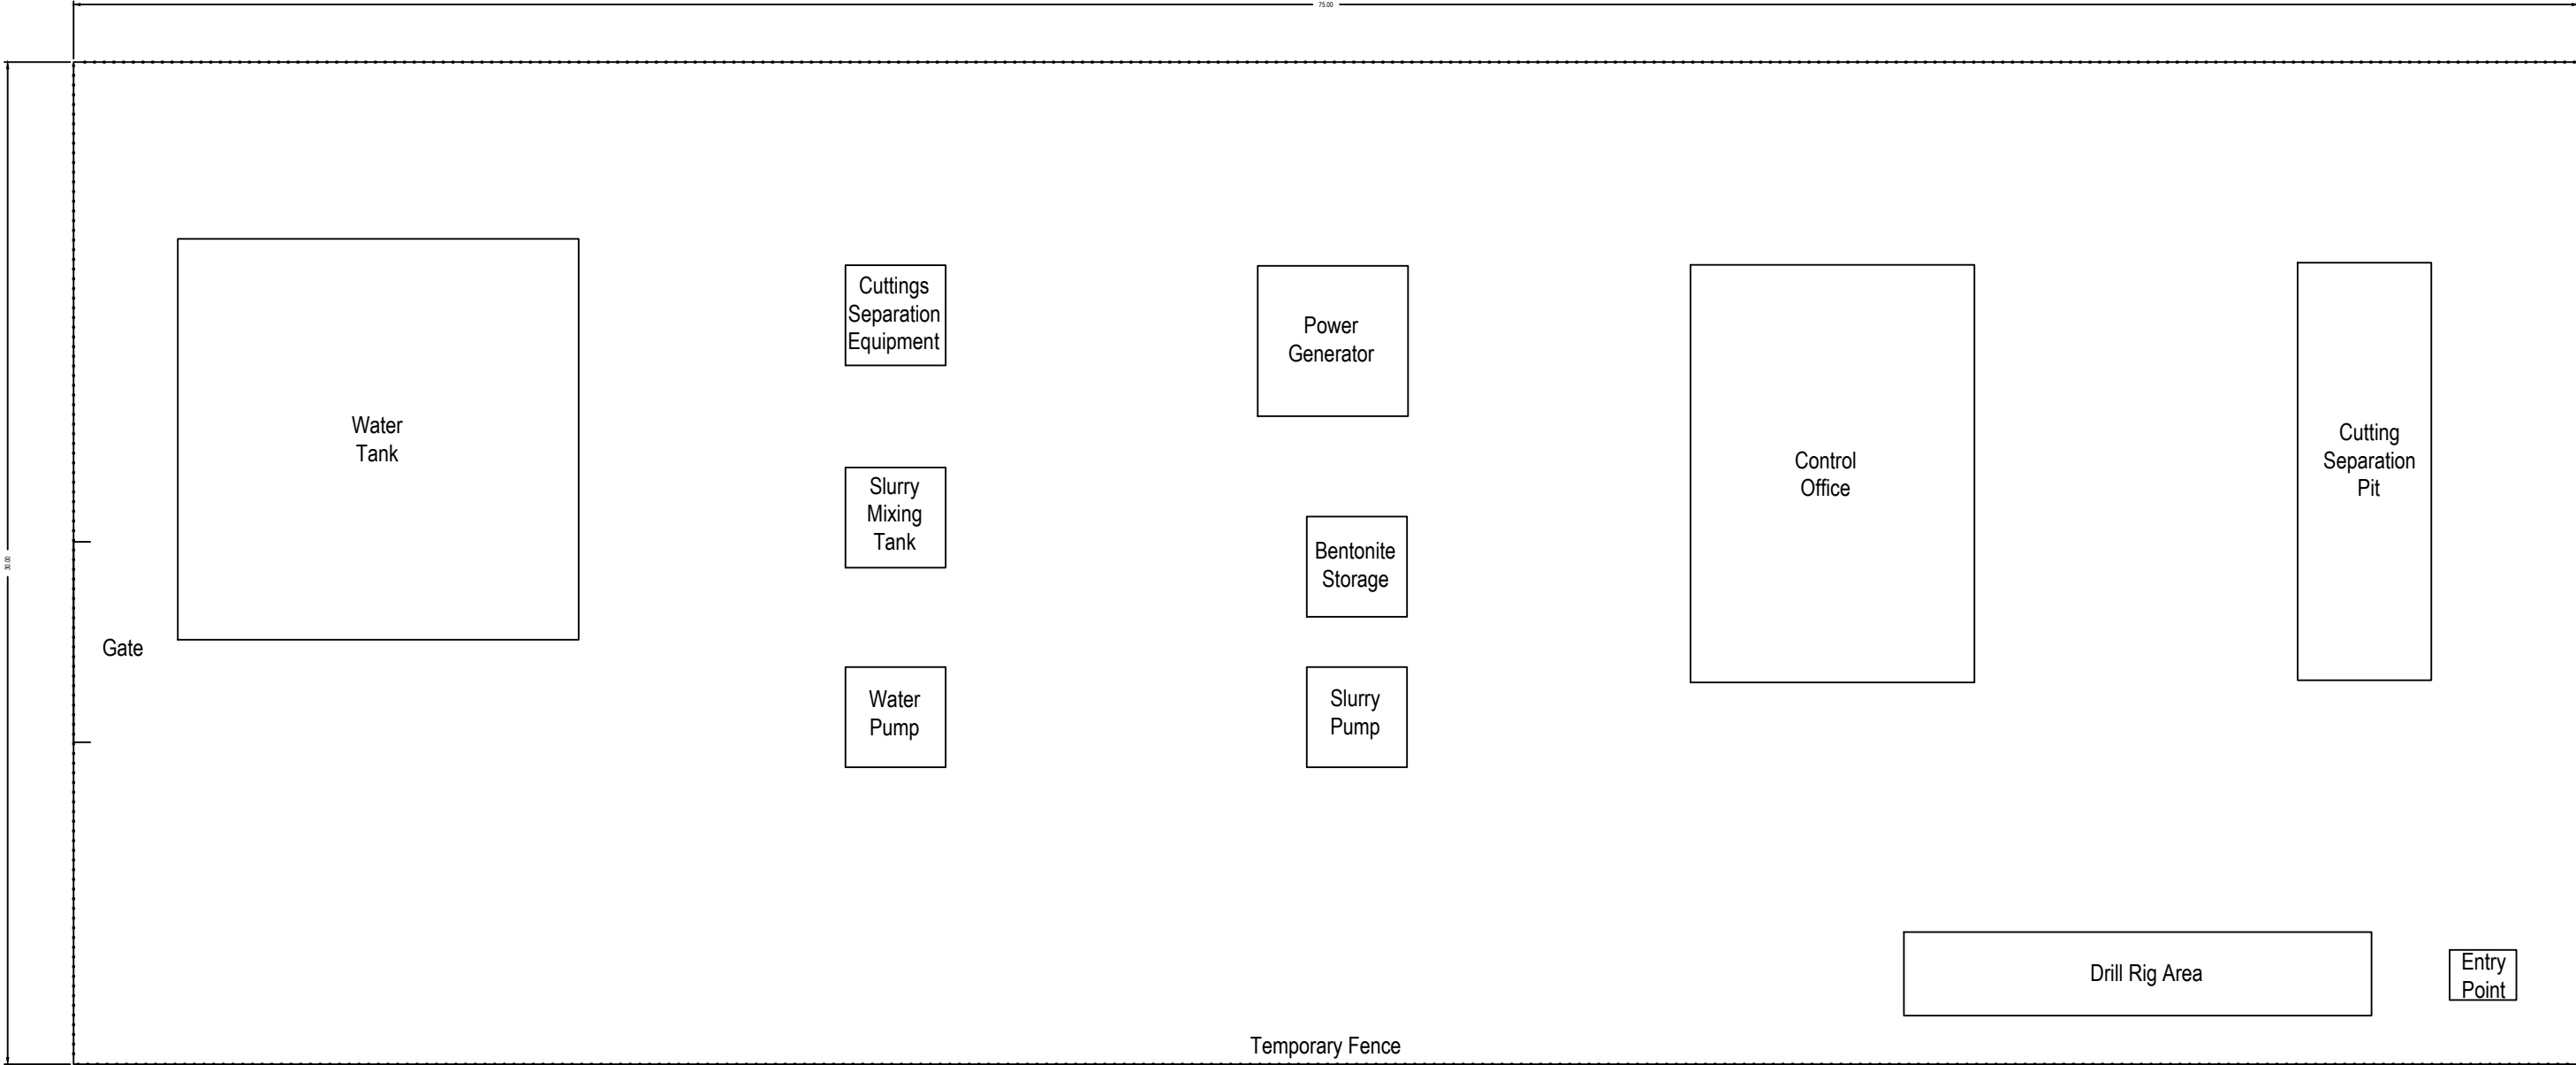 75.00
30.00
Water
Tank
Cuttings
Separation
Equipment
Power
Generator
Control
Office
Cutting
Separation
Pit
Slurry
Mixing
Tank
Bentonite
Storage
Gate
Water
Pump
Slurry
Pump
Drill Rig Area
Entry
Point
Temporary Fence